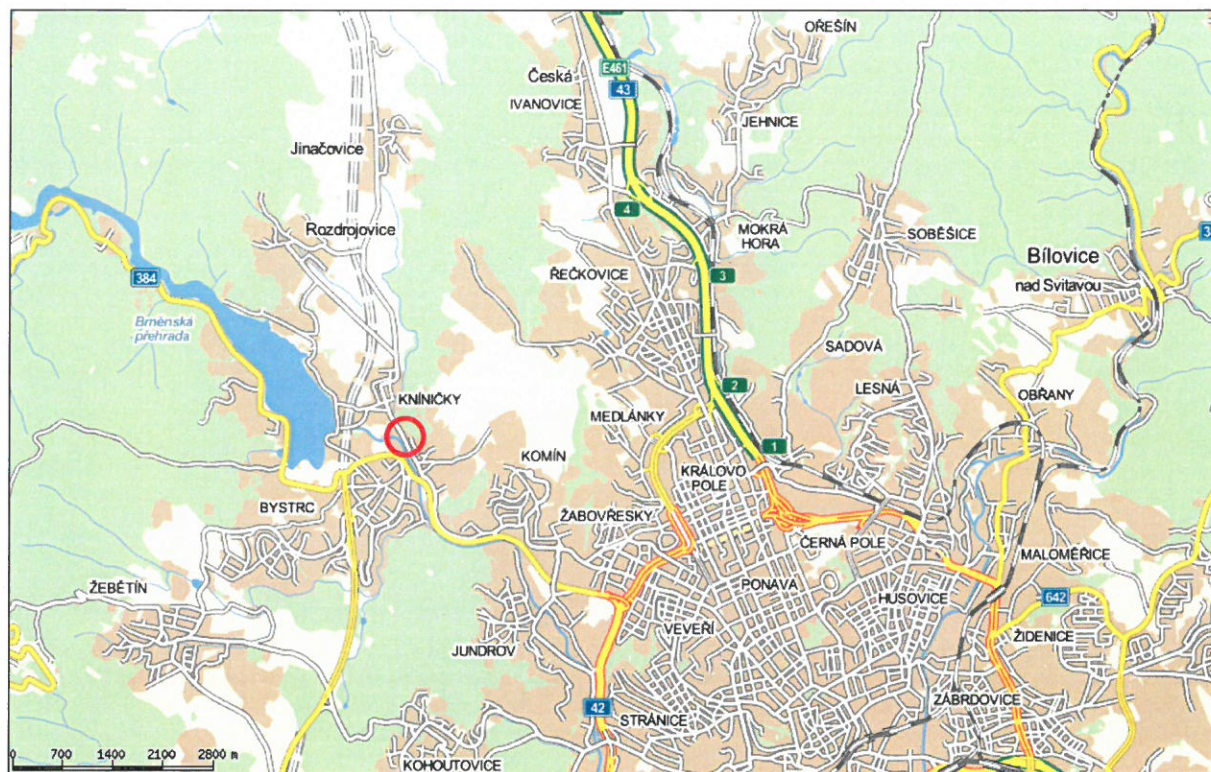 OŘEŠÍN
E461
Česká
43
IVANOVICE
JEHNICE
Jinačovice
4
Rozdrojovice
MOKRÁ
HORA
SOBĚŠICE
Bílovice
nad Svitavou
384
ŘEČKOVICE
3
Brněnská
přehrada
SADOVÁ
2
LESNÁ
OBŘANY
KNÍNIČKY
MEDLÁNKY
1
KOMÍN
KRÁLOVO
POLE
BYSTRC
ŽABOVŘESKY
ČERNÁ POLE
MALOMĚŘICE
ŽEBĚTÍN
PONAVA
HUSOVICE
642
VEVEŘÍ
ŽIDENICE
JUNDROV
42
STRÁNICE
ZÁBRDOVICE
KOHOUTOVICE
0 700 1400 2100 2800 m